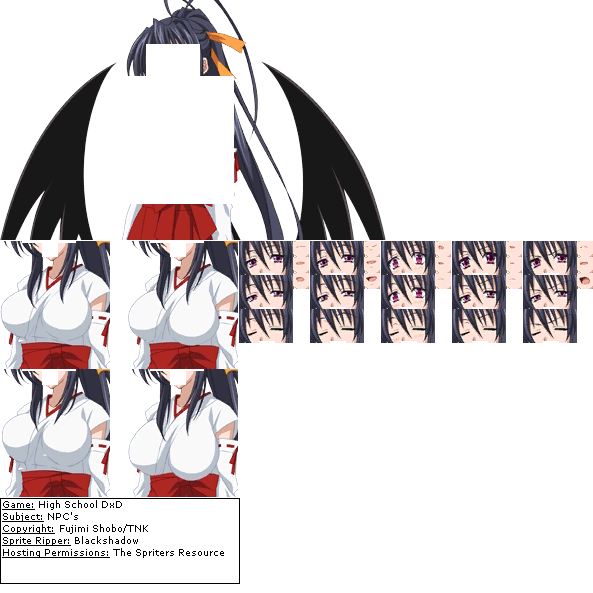 Game: High School DxD
Subject: NPC's
Copyright: Fujimi Shobo/TNK
Sprite Ripper: Blackshadow
Hosting Permissions: The Spriters Resource